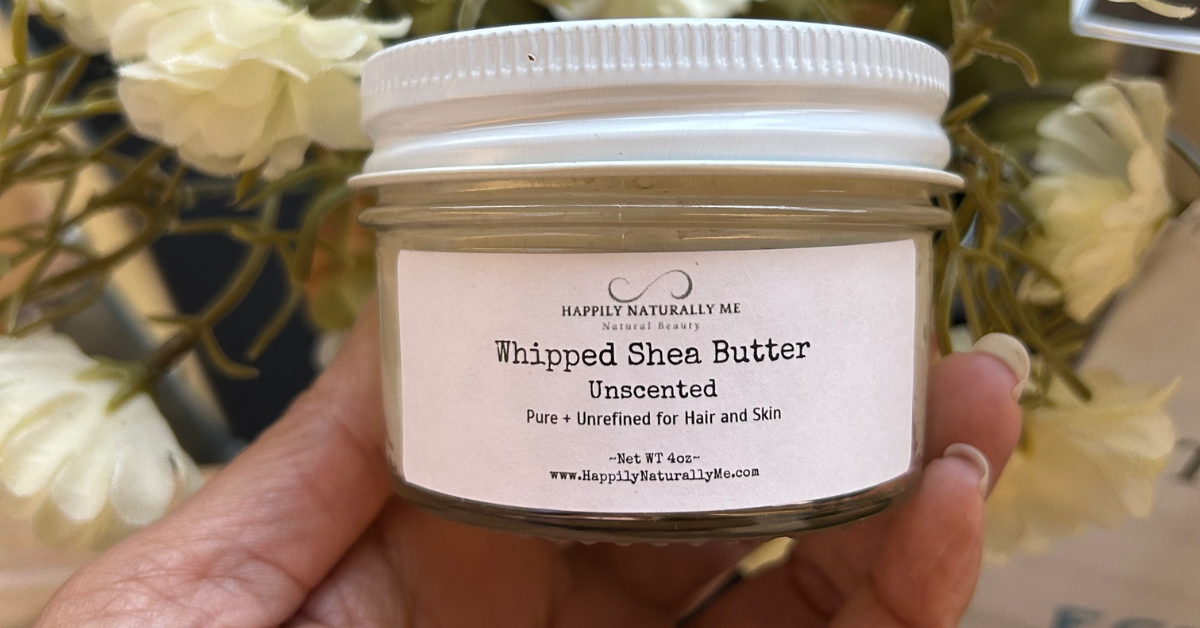 HAPPILY NATURALLY ME
Natural Beauty
Whipped Shea Butter
Unscented
Pure + Unrefined for Hair and Skin
~Net WT 4oz~
www.HappilyNaturallyMe.com